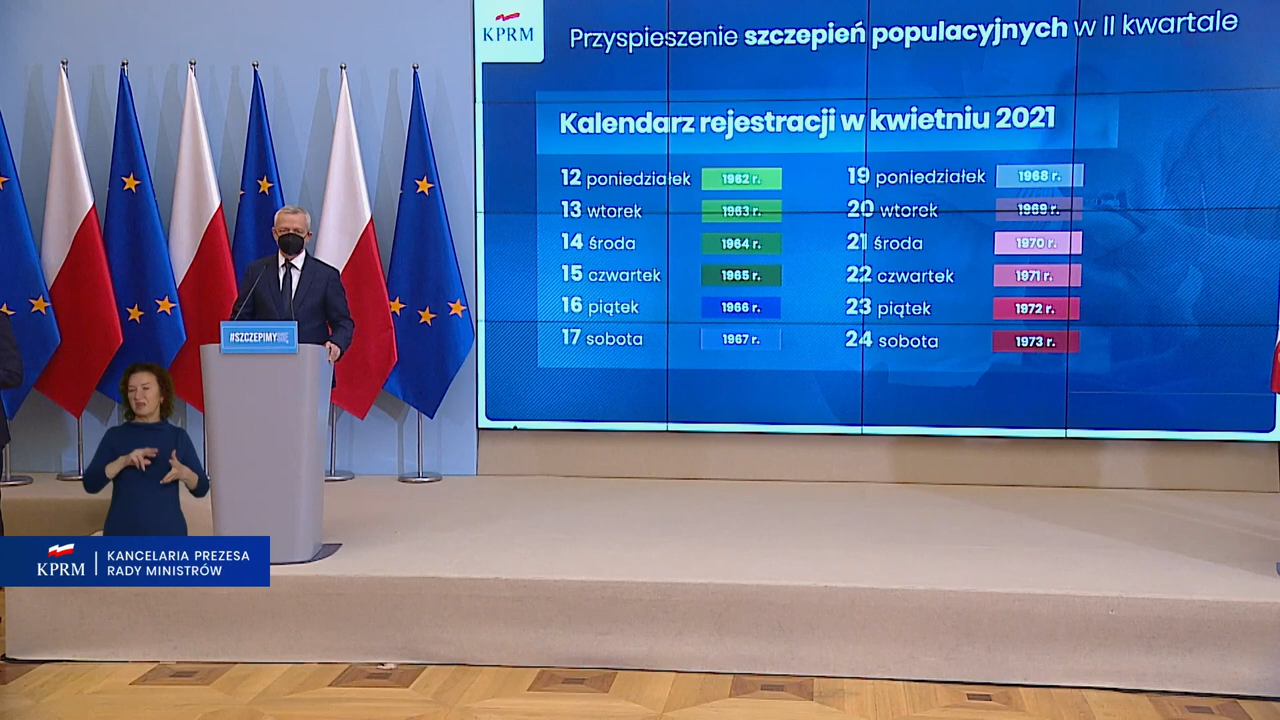 KPRM
Przyspieszenie szczepień populacyjnych w II kwartale
Kalendarz rejestracji w kwietniu 2021
12 poniedziałek 1962 r.
13 wtorek 1963 r.
14 środa 1964 r.
15 czwartek 1965 r.
16 piątek 1966 r.
17 sobota 1967 r.
19 poniedziałek 1968 r.
20 wtorek 1969 r.
21 środa 1970 r.
22 czwartek 1971 r.
23 piątek 1972 r.
24 sobota 1973 r.
#SZCZEPIMYSIĘ
KPRM
KANCELARIA PREZESA
RADY MINISTRÓW